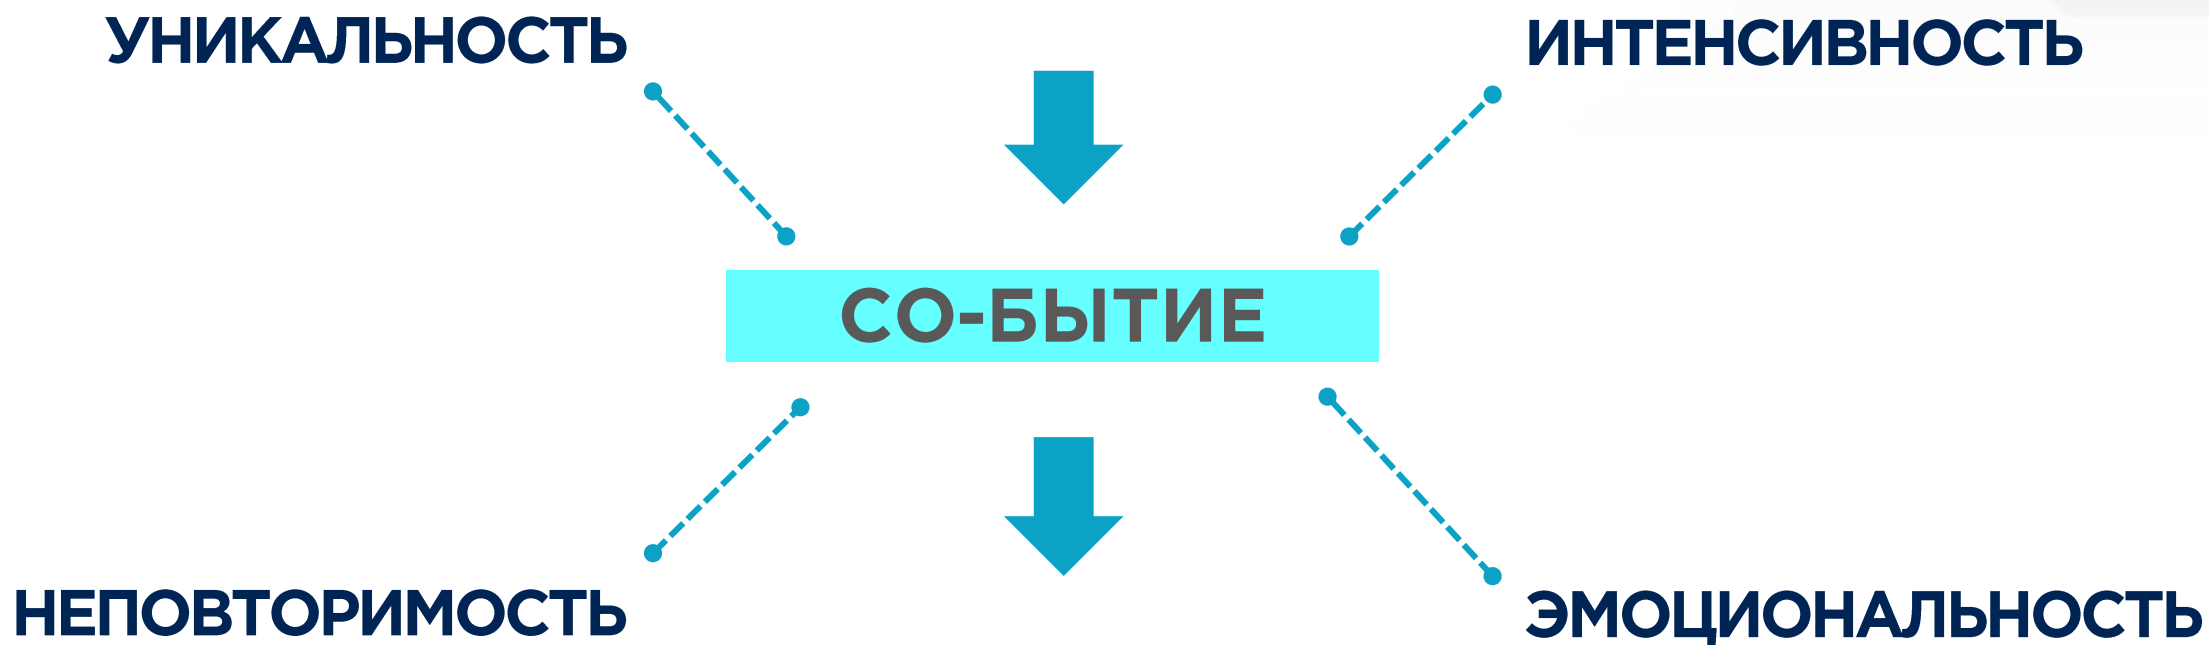 УНИКАЛЬНОСТЬ
ИНТЕНСИВНОСТЬ
СО-БЫТИЕ
НЕПОВТОРИМОСТЬ
ЭМОЦИОНАЛЬНОСТЬ